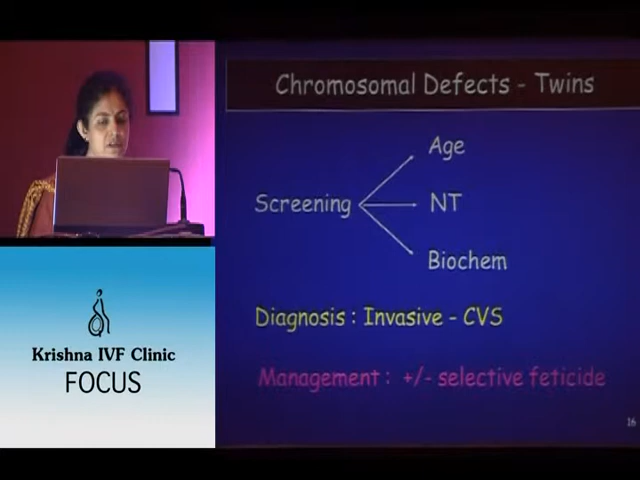 Chromosomal Defects - Twins
Age
Screening
NT
Biochem
Diagnosis : Invasive - CVS
Management : +/- selective feticide
16
Krishna IVF Clinic
FOCUS